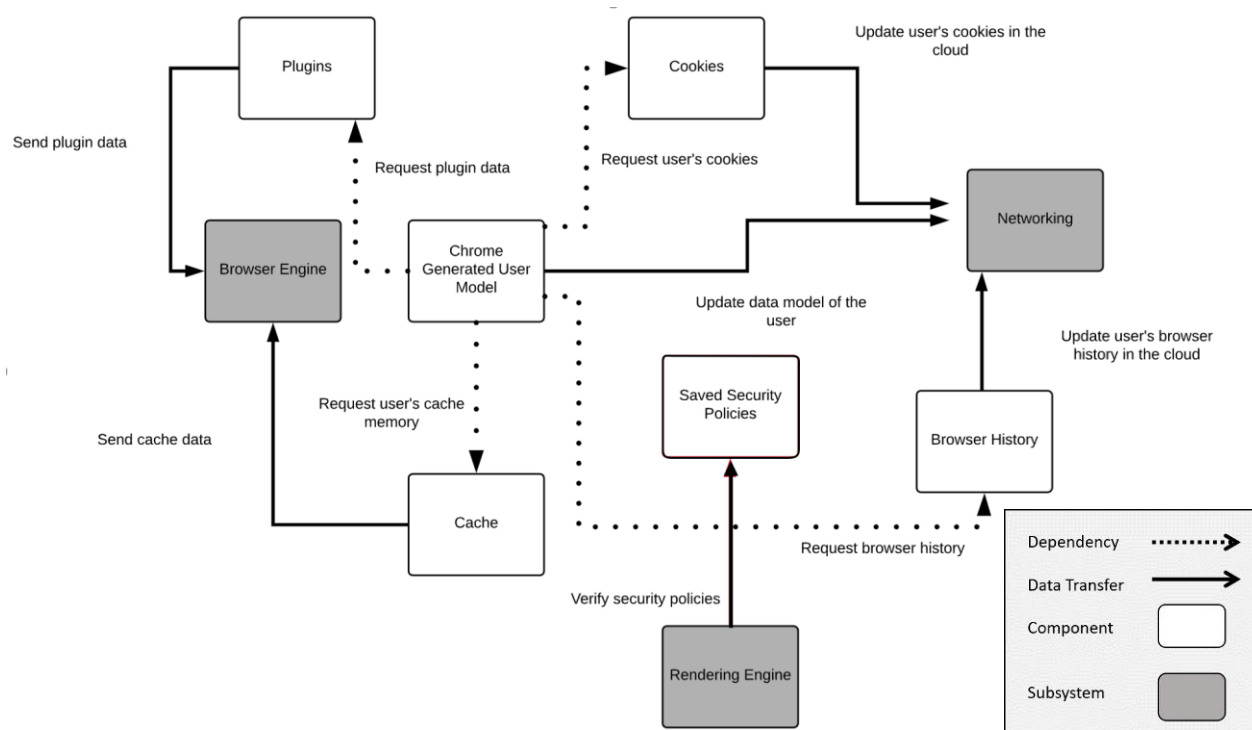 Update user's cookies in the
cloud
Plugins
Cookies
Send plugin data
Request plugin data
Request user's cookies
Networking
Browser Engine
Chrome
Generated User
Model
Update data model of the
user
Update user's browser
history in the cloud
Saved Security
Policies
Request user's cache
memory
Send cache data
Browser History
Cache
Request browser history
Verify security policies
Rendering Engine
Dependency
Data Transfer
Component
Subsystem